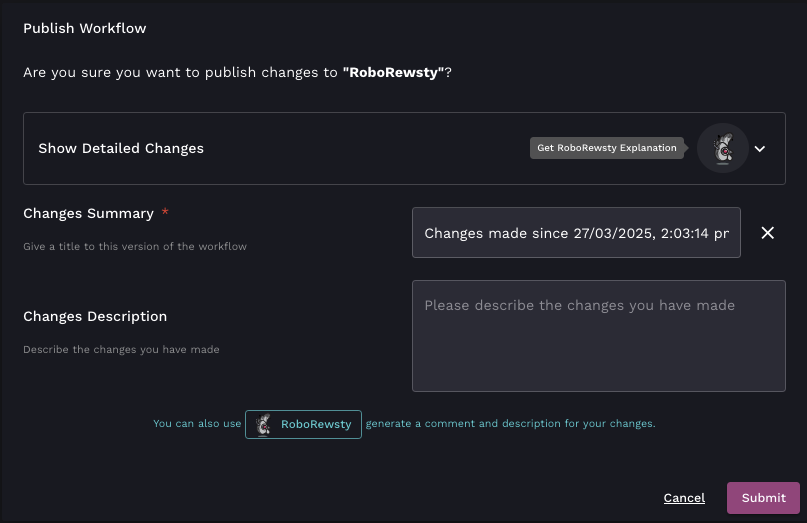 Publish Workflow
Are you sure you want to publish changes to "RoboRewsty"?
Show Detailed Changes
Get RoboRewsty Explanation
Changes Summary *
Give a title to this version of the workflow
Changes made since 27/03/2025, 2:03:14 pr
Changes Description
Describe the changes you have made
Please describe the changes you have made
You can also use RoboRewsty generate a comment and description for your changes.
Cancel
Submit